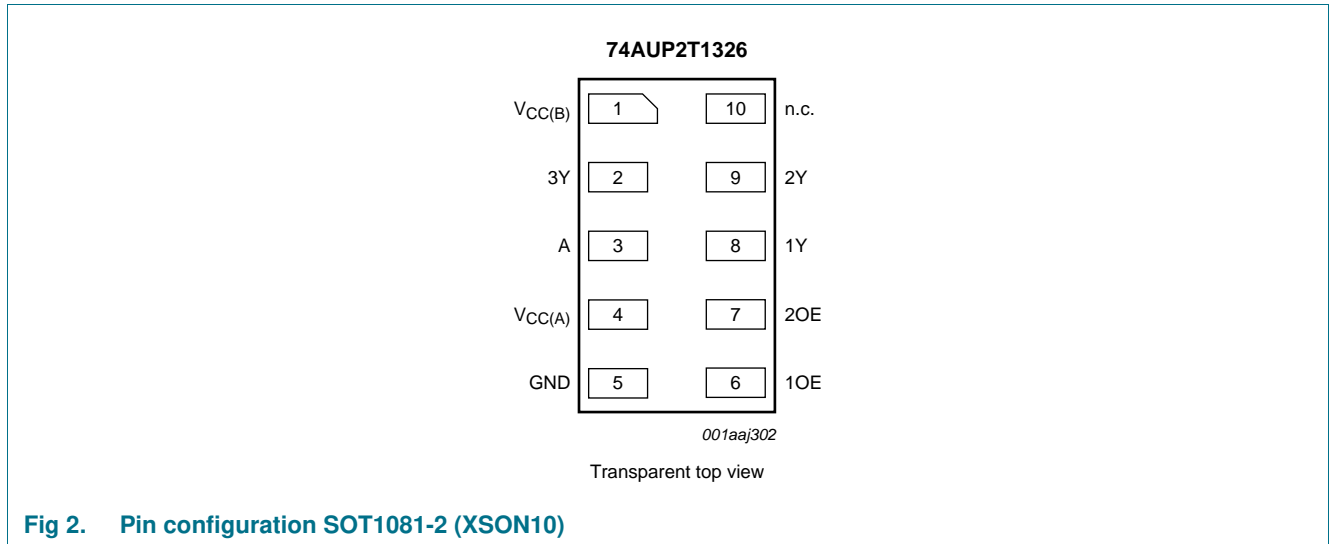 74AUP2T1326
VCC(B) 1 10 n.c.
3Y 2 9 2Y
A 3 8 1Y
VCC(A) 4 7 2OE
GND 5 6 1OE
001aaj302
Transparent top view
Fig 2. Pin configuration SOT1081-2 (XSON10)